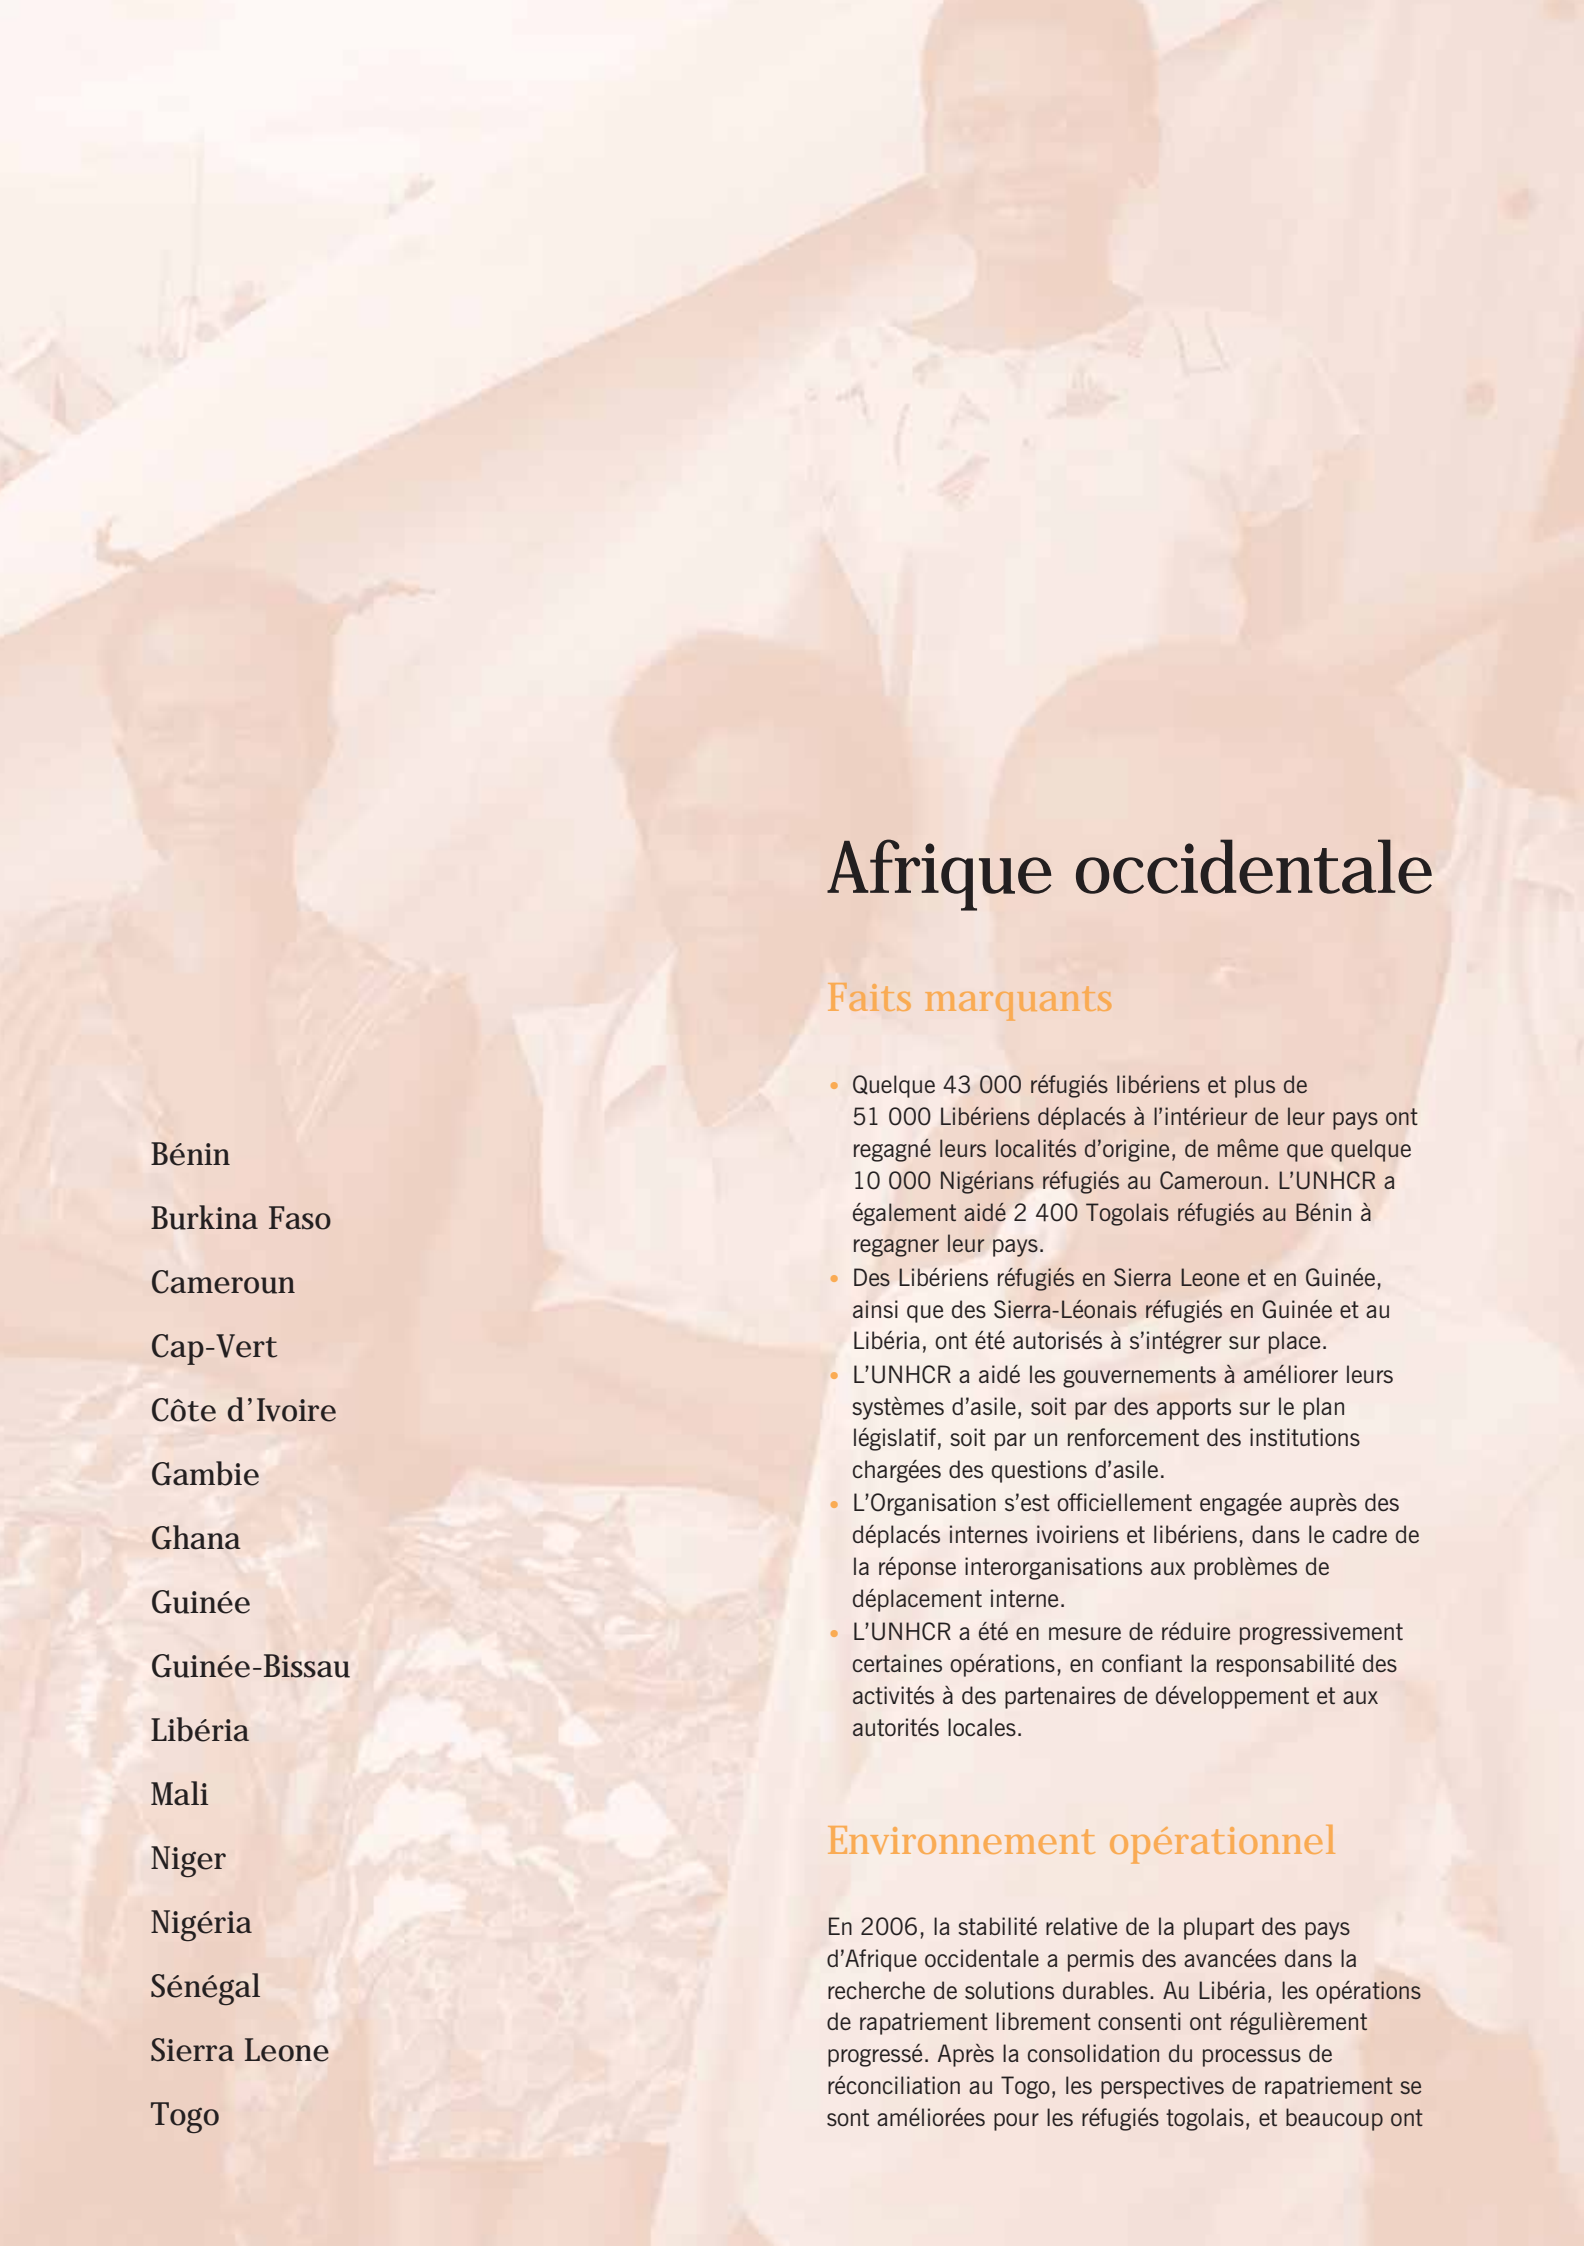 Afrique occidentale
Faits marquants
• Quelque 43 000 réfugiés libériens et plus de
51 000 Libériens déplacés à l'intérieur de leur pays ont
regagné leurs localités d'origine, de même que quelque
10 000 Nigérians réfugiés au Cameroun. L'UNHCR a
également aidé 2 400 Togolais réfugiés au Bénin à
regagner leur pays.
• Des Libériens réfugiés en Sierra Leone et en Guinée,
ainsi que des Sierra-Léonais réfugiés en Guinée et au
Libéria, ont été autorisés à s'intégrer sur place.
• L'UNHCR a aidé les gouvernements à améliorer leurs
systèmes d'asile, soit par des apports sur le plan
législatif, soit par un renforcement des institutions
chargées des questions d'asile.
• L'Organisation s'est officiellement engagée auprès des
déplacés internes ivoiriens et libériens, dans le cadre de
la réponse interorganisations aux problèmes de
déplacement interne.
• L'UNHCR a été en mesure de réduire progressivement
certaines opérations, en confiant la responsabilité des
activités à des partenaires de développement et aux
autorités locales.
Environnement opérationnel
En 2006, la stabilité relative de la plupart des pays
d'Afrique occidentale a permis des avancées dans la
recherche de solutions durables. Au Libéria, les opérations
de rapatriement librement consenti ont régulièrement
progressé. Après la consolidation du processus de
réconciliation au Togo, les perspectives de rapatriement se
sont améliorées pour les réfugiés togolais, et beaucoup ont
Bénin
Burkina Faso
Cameroun
Cap-Vert
Côte d'Ivoire
Gambie
Ghana
Guinée
Guinée-Bissau
Libéria
Mali
Niger
Nigéria
Sénégal
Sierra Leone
Togo